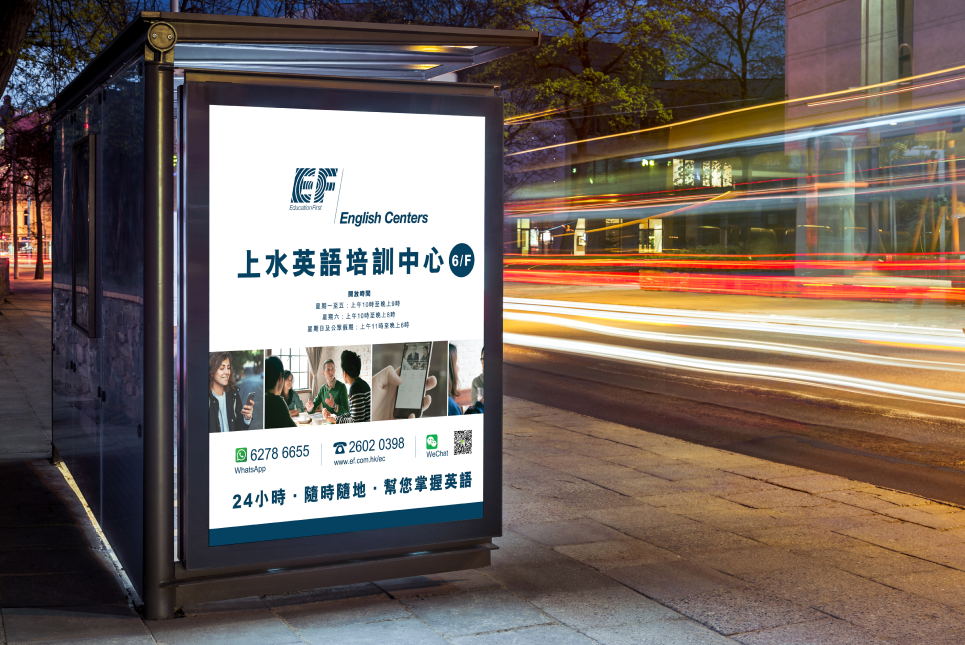 EF
EducationFirst
English Centers
上水英語培訓中心 6/F
開放時間
星期一至五：上午10時至晚上9時
星期六：上午10時至晚上8時
星期日及公眾假期：上午11時至晚上6時
6278 6655
WhatsApp
2602 0398
www.ef.com.hk/ec
WeChat
24小時・隨時隨地・幫您掌握英語